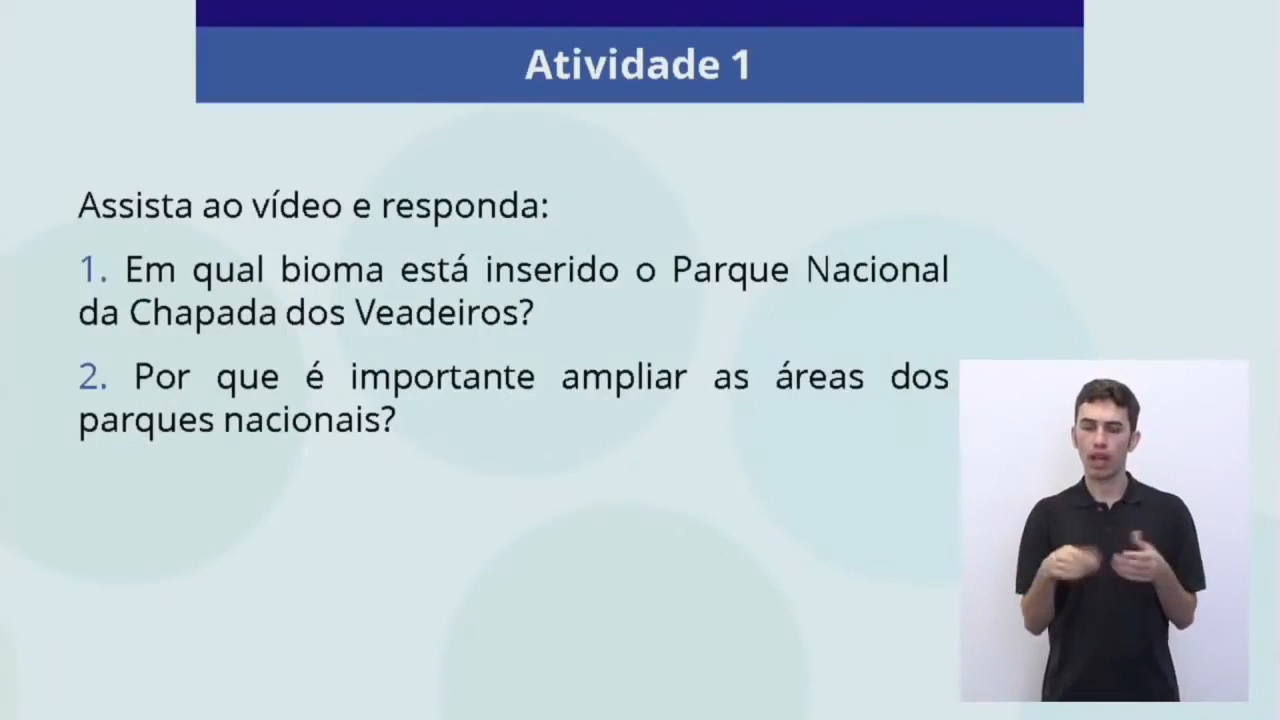 Atividade 1
Assista ao vídeo e responda:
1. Em qual bioma está inserido o Parque Nacional
da Chapada dos Veadeiros?
2. Por que é importante ampliar as áreas dos
parques nacionais?